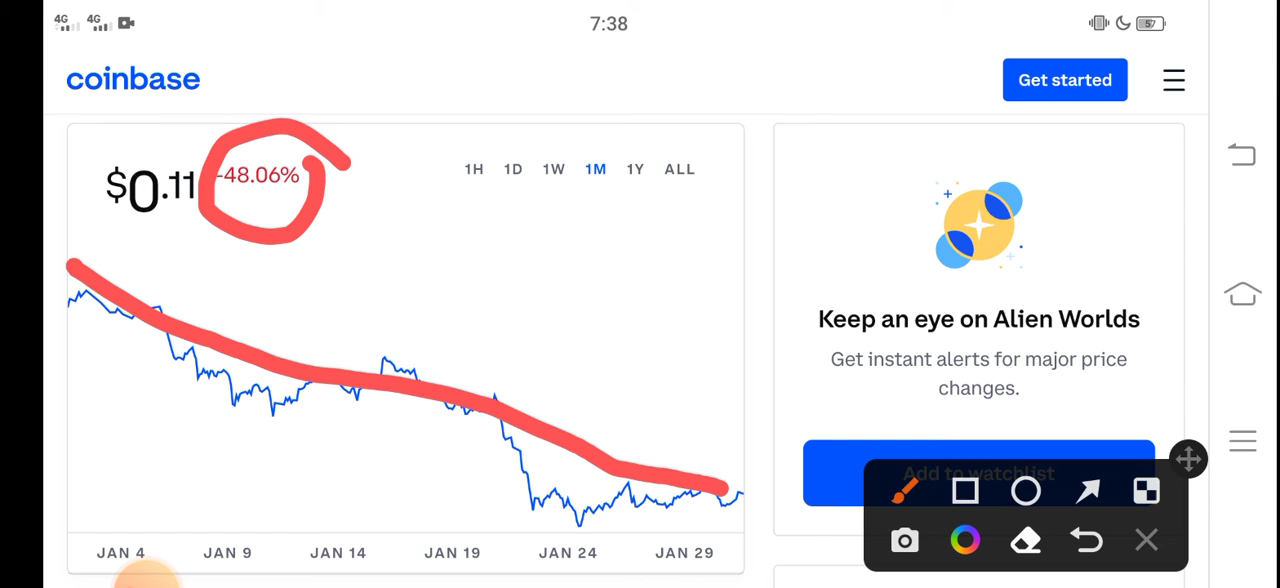 4G 4G 7:38 57
coinbase
Get started
$0.11 -48.06%
1H 1D 1W 1M 1Y ALL
JAN 4 JAN 9 JAN 14 JAN 19 JAN 24 JAN 29
Keep an eye on Alien Worlds
Get instant alerts for major price
changes.
Add to watchlist